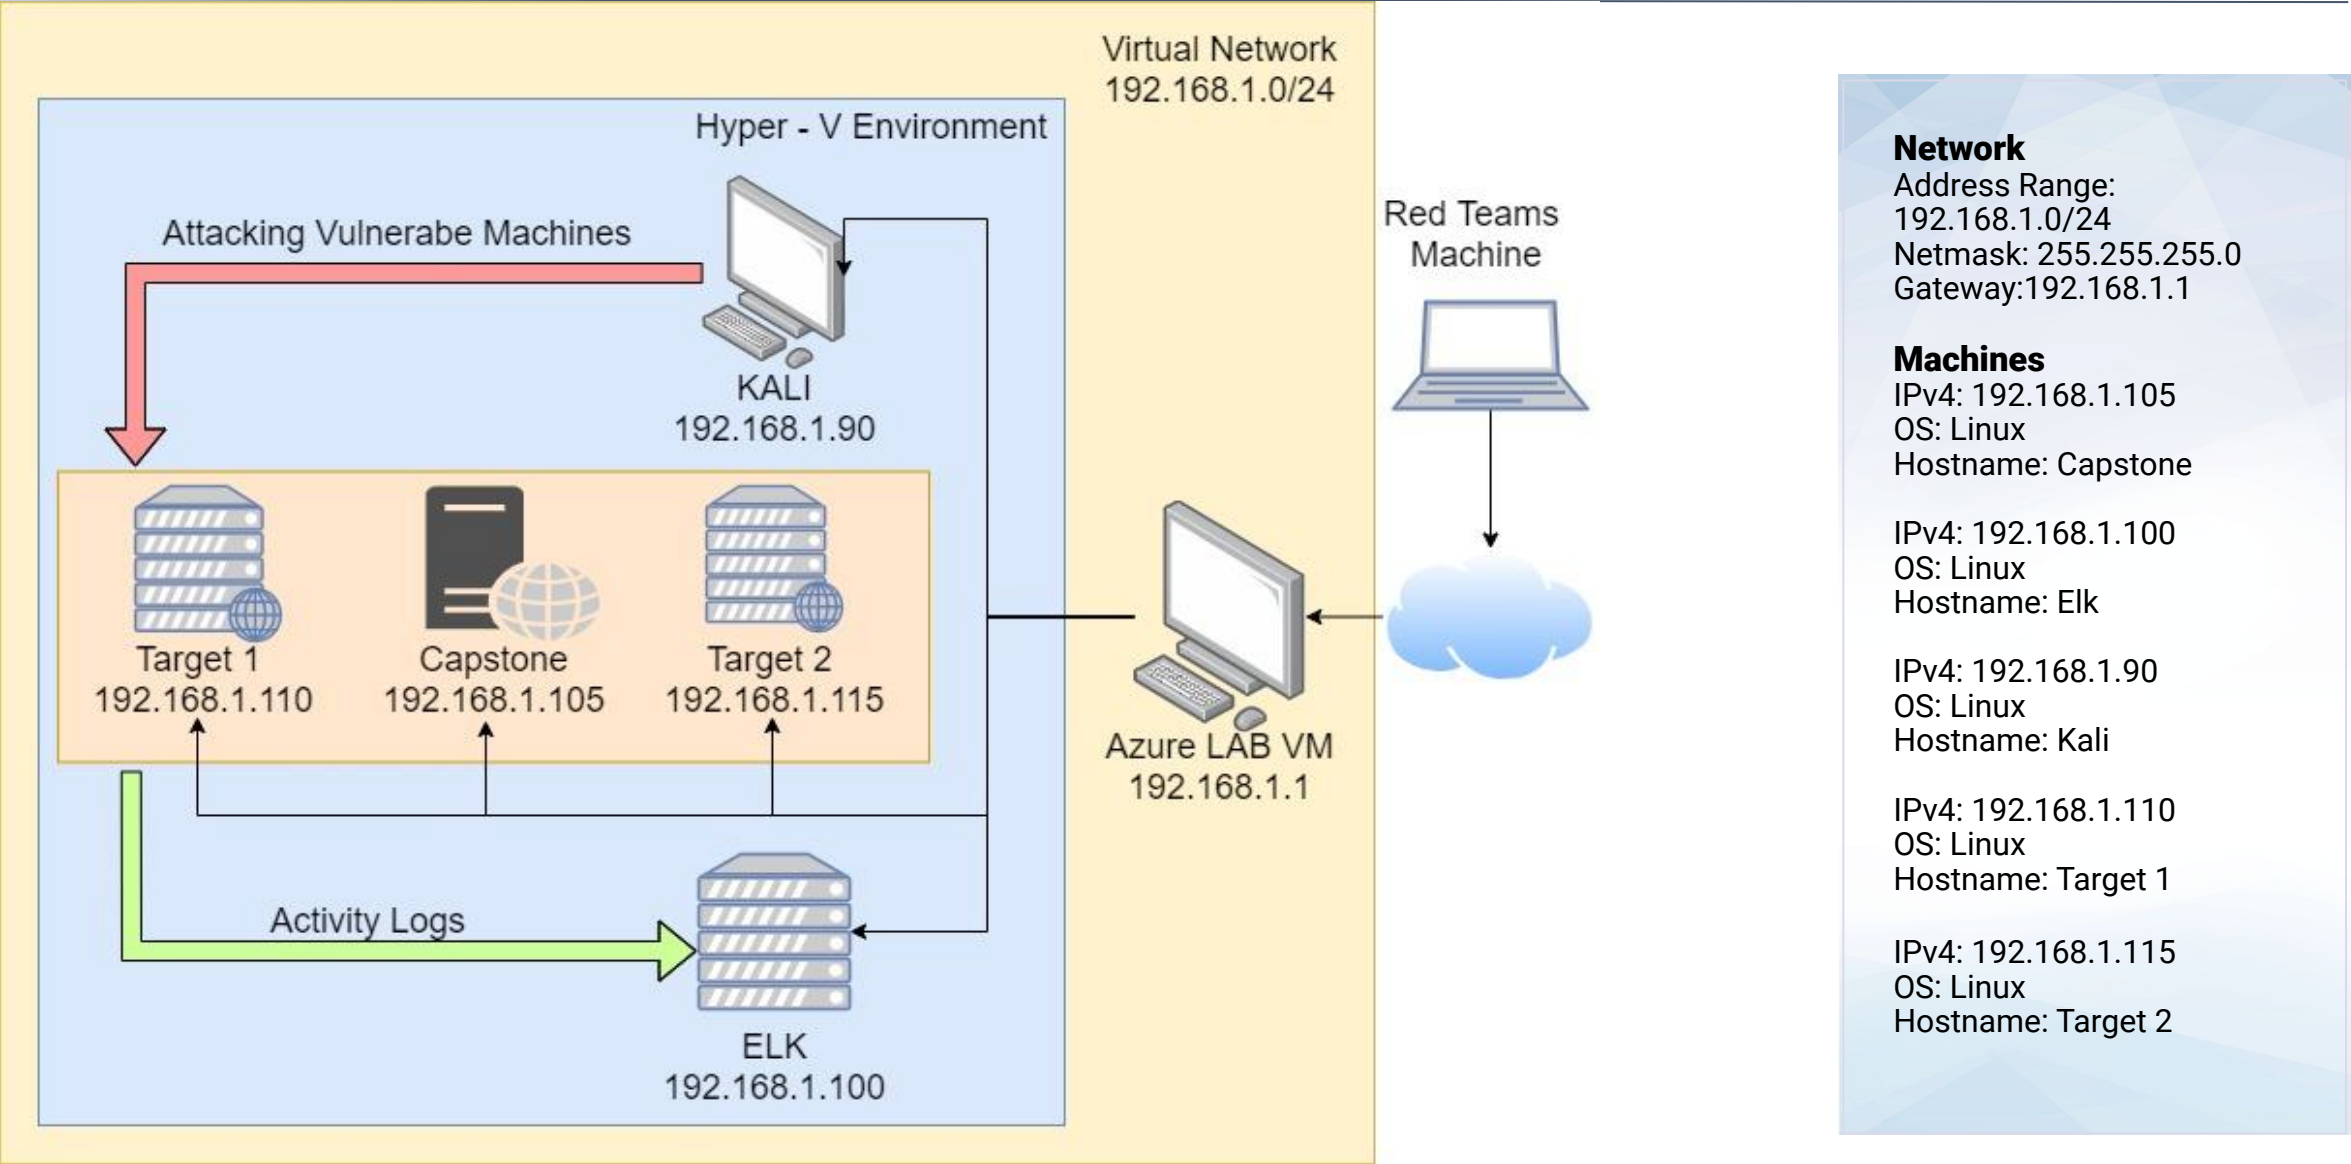 Virtual Network
192.168.1.0/24
Hyper - V Environment
Attacking Vulnerabe Machines
KALI
192.168.1.90
Target 1
192.168.1.110
Capstone
192.168.1.105
Target 2
192.168.1.115
Activity Logs
ELK
192.168.1.100
Azure LAB VM
192.168.1.1
Red Teams
Machine
Network
Address Range:
192.168.1.0/24
Netmask: 255.255.255.0
Gateway:192.168.1.1
Machines
IPv4: 192.168.1.105
OS: Linux
Hostname: Capstone
IPv4: 192.168.1.100
OS: Linux
Hostname: Elk
IPv4: 192.168.1.90
OS: Linux
Hostname: Kali
IPv4: 192.168.1.110
OS: Linux
Hostname: Target 1
IPv4: 192.168.1.115
OS: Linux
Hostname: Target 2